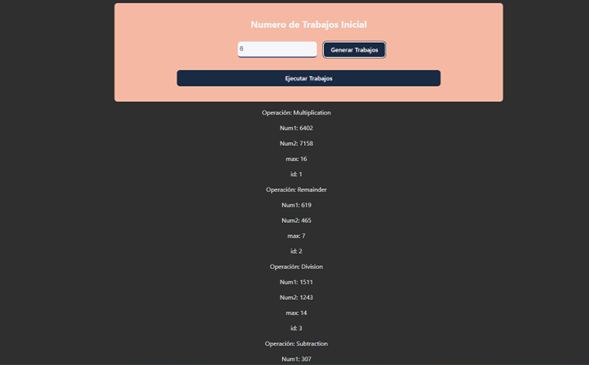 Numero de Trabajos Inicial
6
Generar Trabajos
Ejecutar Trabajos
Operación: Multiplication
Num1: 6402
Num2: 7158
max: 16
id: 1
Operación: Remainder
Num1: 619
Num2: 465
max: 7
id: 2
Operación: Division
Num1: 1511
Num2: 1243
max: 14
id: 3
Operación: Subtraction
Num1: 307